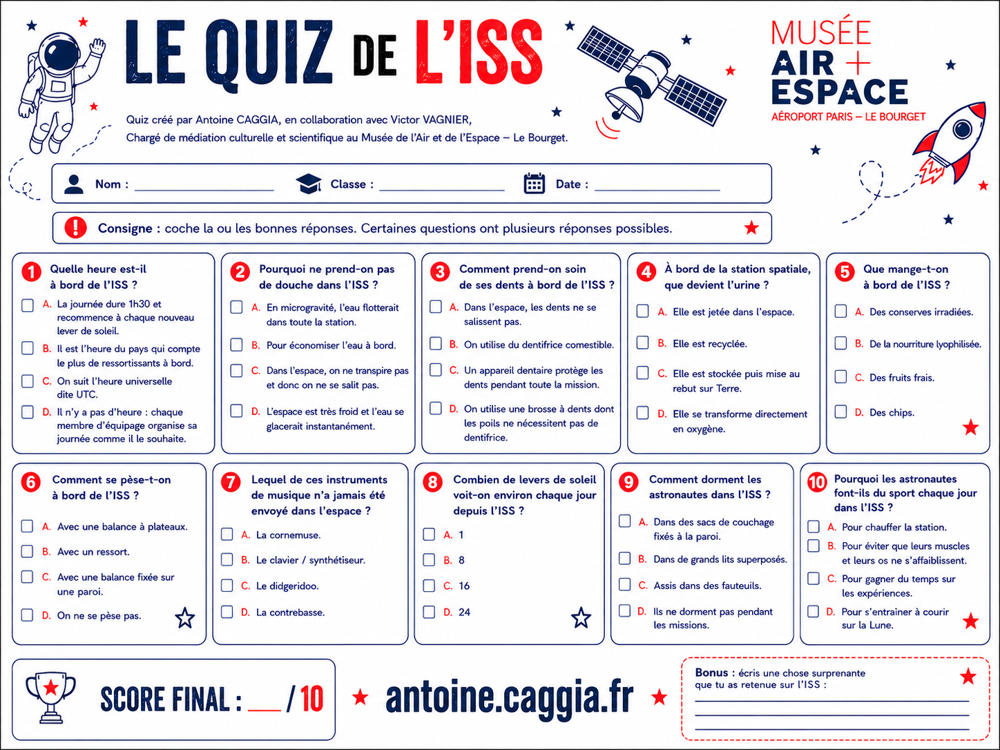 LE QUIZ DE L'ISS
MUSÉE
AIR +
ESPACE
AÉROPORT PARIS – LE BOURGET
Quiz créé par Antoine CAGGIA, en collaboration avec Victor VAGNIER,
Chargé de médiation culturelle et scientifique au Musée de l'Air et de l'Espace – Le Bourget.
Nom : ____ Classe : ____ Date : ____
Consigne : coche la ou les bonnes réponses. Certaines questions ont plusieurs réponses possibles.
1 Quelle heure est-il
à bord de l'ISS ?
A. La journée dure 1h30 et
recommence à chaque nouveau
lever de soleil.
B. Il est l'heure du pays qui compte
le plus de ressortissants à bord.
C. On suit l'heure universelle
dite UTC.
D. Il n'y a pas d'heure : chaque
membre d'équipage organise sa
journée comme il le souhaite.
2 Pourquoi ne prend-on pas
de douche dans l'ISS ?
A. En microgravité, l'eau flotterait
dans toute la station.
B. Pour économiser l'eau à bord.
C. Dans l'espace, on ne transpire pas
et donc on ne se salit pas.
D. L'espace est très froid et l'eau se
glacerait instantanément.
3 Comment prend-on soin
de ses dents à bord de l'ISS ?
A. Dans l'espace, les dents ne se
salissent pas.
B. On utilise du dentifrice comestible.
C. Un appareil dentaire protège les
dents pendant toute la mission.
D. On utilise une brosse à dents dont
les poils ne nécessitent pas de
dentifrice.
4 À bord de la station spatiale,
que devient l'urine ?
A. Elle est jetée dans l'espace.
B. Elle est recyclée.
C. Elle est stockée puis mise au
rebut sur Terre.
D. Elle se transforme directement
en oxygène.
5 Que mange-t-on
à bord de l'ISS ?
A. Des conserves irradiées.
B. De la nourriture lyophilisée.
C. Des fruits frais.
D. Des chips.
6 Comment se pèse-t-on
à bord de l'ISS ?
A. Avec une balance à plateaux.
B. Avec un ressort.
C. Avec une balance fixée sur
une paroi.
D. On ne se pèse pas.
7 Lequel de ces instruments
de musique n'a jamais été
envoyé dans l'espace ?
A. La cornemuse.
B. Le clavier / synthétiseur.
C. Le didgeridoo.
D. La contrebasse.
8 Combien de levers de soleil
voit-on environ chaque jour
depuis l'ISS ?
A. 1
B. 8
C. 16
D. 24
9 Comment dorment les
astronautes dans l'ISS ?
A. Dans des sacs de couchage
fixés à la paroi.
B. Dans de grands lits superposés.
C. Assis dans des fauteuils.
D. Ils ne dorment pas pendant
les missions.
10 Pourquoi les astronautes
font-ils du sport chaque jour
dans l'ISS ?
A. Pour chauffer la station.
B. Pour éviter que leurs muscles
et leurs os ne s'affaiblissent.
C. Pour gagner du temps sur
les expériences.
D. Pour s'entraîner à courir
sur la Lune.
SCORE FINAL : ___ / 10
antoine.caggia.fr
Bonus : écris une chose surprenante
que tu as retenue sur l'ISS :